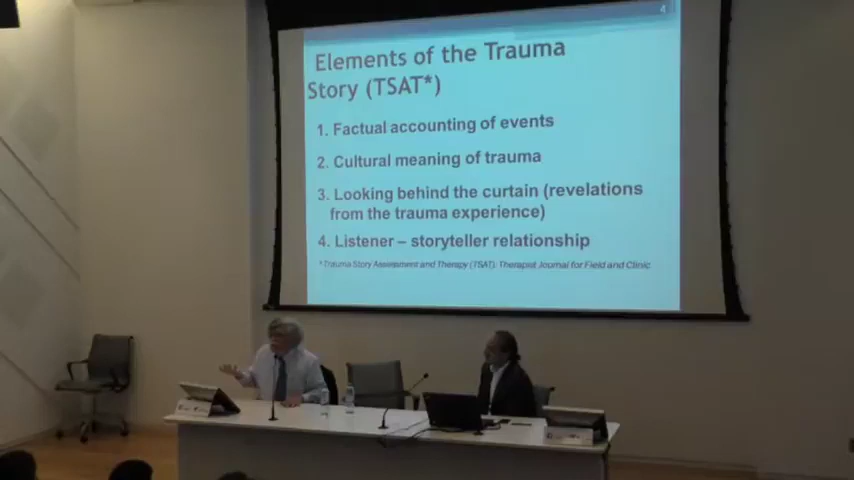 4
Elements of the Trauma
Story (TSAT*)
1. Factual accounting of events
2. Cultural meaning of trauma
3. Looking behind the curtain (revelations
from the trauma experience)
4. Listener – storyteller relationship
* Trauma Story Assessment and Therapy (TSAT): Therapist Journal for Field and Clinic